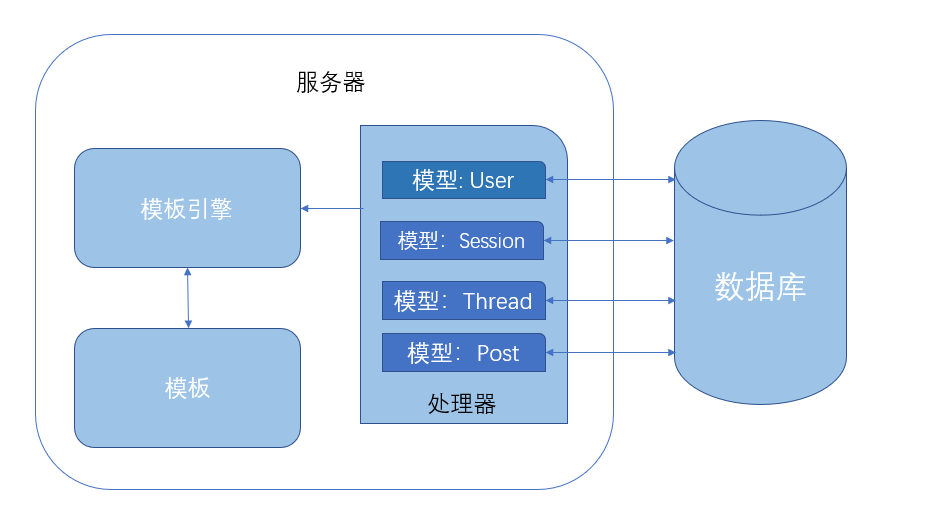 服务器
模板引擎
模板
模型: User
模型：Session
模型：Thread
模型：Post
处理器
数据库